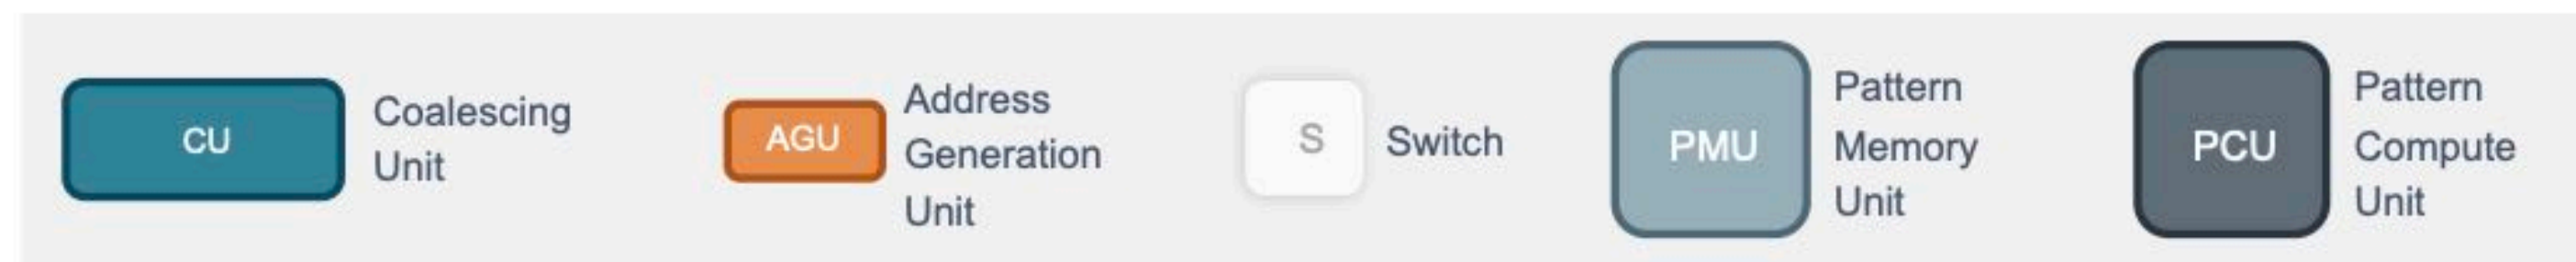 CU
Coalescing
Unit
AGU
Address
Generation
Unit
S
Switch
PMU
Pattern
Memory
Unit
PCU
Pattern
Compute
Unit